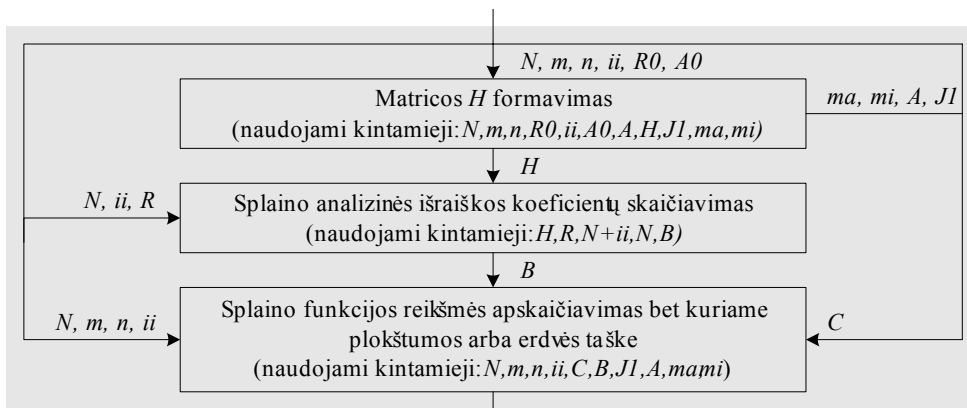 N, m, n, ii, R0, A0
Matricos H formavimas
(naudojami kintamieji:N,m,n,R0,ii,A0,A,H,J1,ma,mi)
ma, mi, A, J1
H
N, ii, R
Splaino analizinės išraiškos koeficientų skaičiavimas
(naudojami kintamieji:H,R,N+ii,N,B)
B
N, m, n, ii
Splaino funkcijos reikšmės apskaičiavimas bet kuriame
plokštumos arba erdvės taške
(naudojami kintamieji:N,m,n,ii,C,B,J1,A,ma,mi)
C